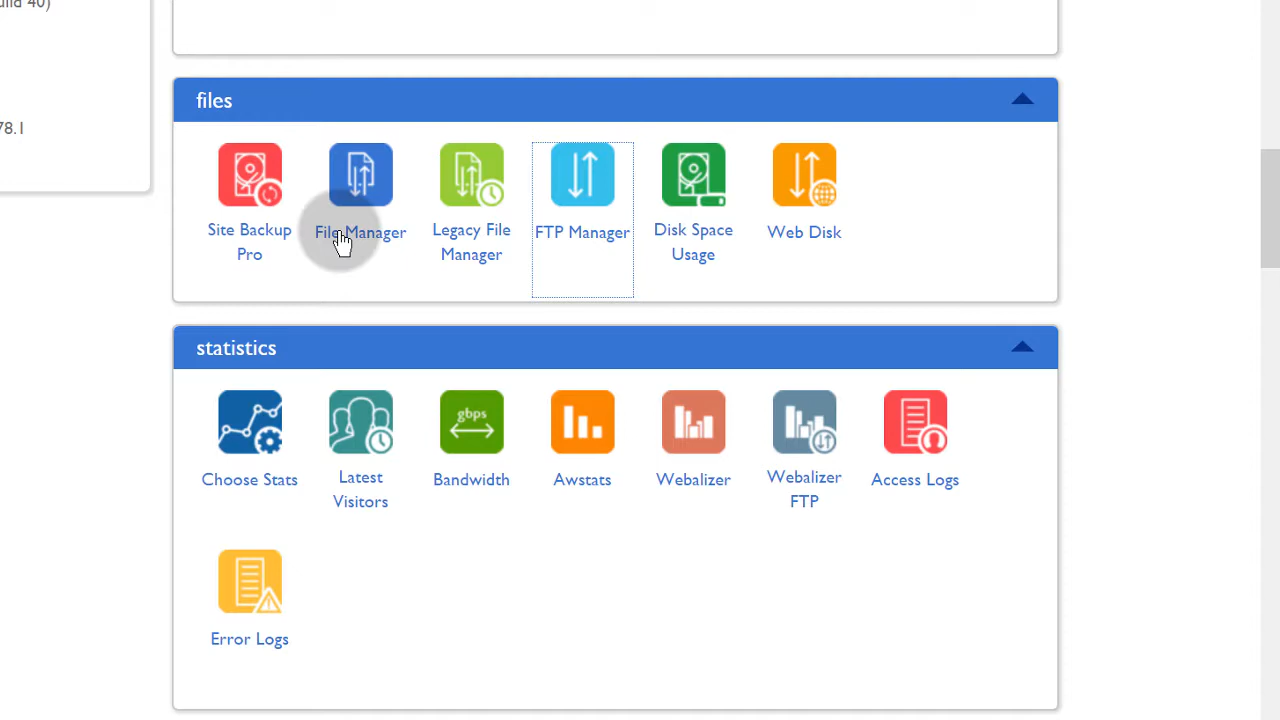 uild 40)
78.1
files
Site Backup
Pro
File Manager
Legacy File
Manager
FTP Manager
Disk Space
Usage
Web Disk
statistics
gbps
Choose Stats
Latest
Visitors
Bandwidth
Awstats
Webalizer
Webalizer
FTP
Access Logs
Error Logs